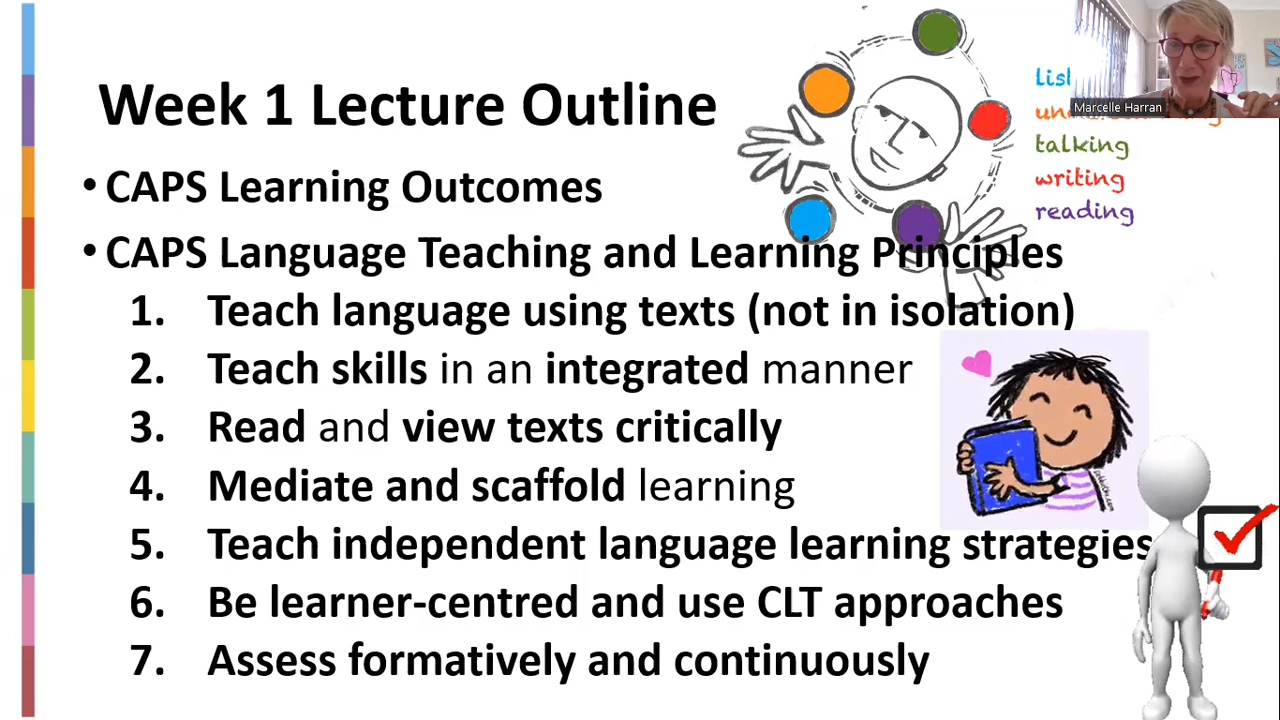 Week 1 Lecture Outline
• CAPS Learning Outcomes
• CAPS Language Teaching and Learning Principles
1. Teach language using texts (not in isolation)
2. Teach skills in an integrated manner
3. Read and view texts critically
4. Mediate and scaffold learning
5. Teach independent language learning strategies
6. Be learner-centred and use CLT approaches
7. Assess formatively and continuously
talking
writing
reading
Marcelle Harran